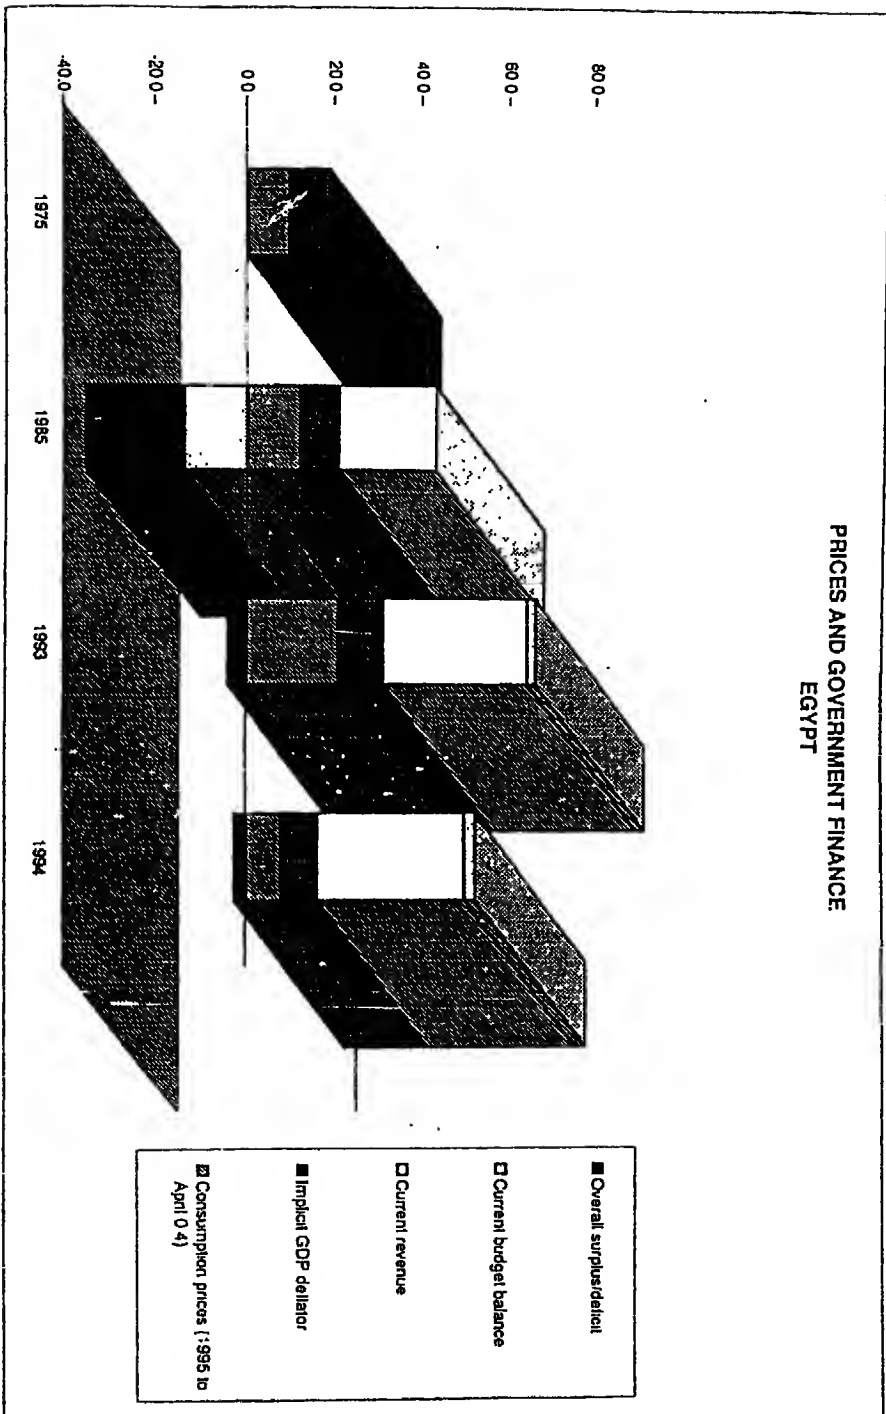 PRICES AND GOVERNMENT FINANCE
EGYPT
80 0
60
40 0
20 0
0 0
-20 0
-40.0
1975
1985
1993
1994
Overall surplus/deficit
Current budget balance
Current revenue
Implicit GDP deflator
Consumption prices (1995 to
April 0 4)